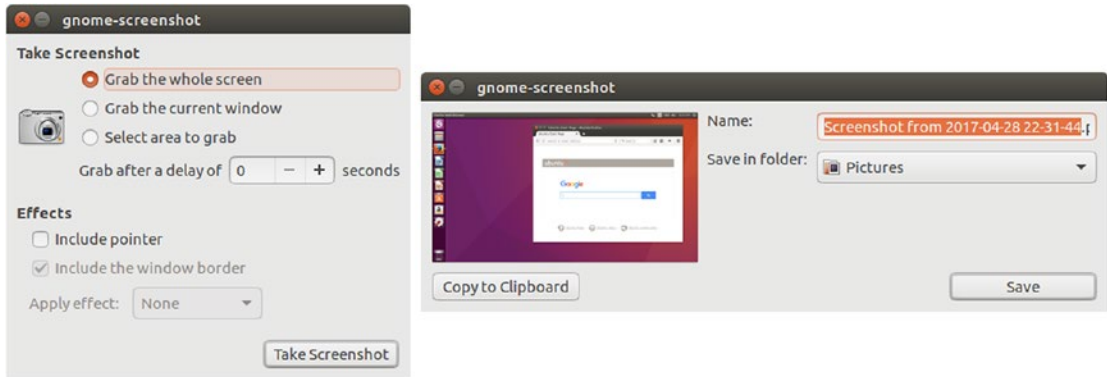 gnome-screenshot
Take Screenshot
Grab the whole screen
Grab the current window
Select area to grab
Grab after a delay of 0 − + seconds
Effects
Include pointer
Include the window border
Apply effect: None
Take Screenshot
gnome-screenshot
Name: Screenshot from 2017-04-28 22-31-44.p
Save in folder: Pictures
ubuntu
Google
Copy to Clipboard
Save